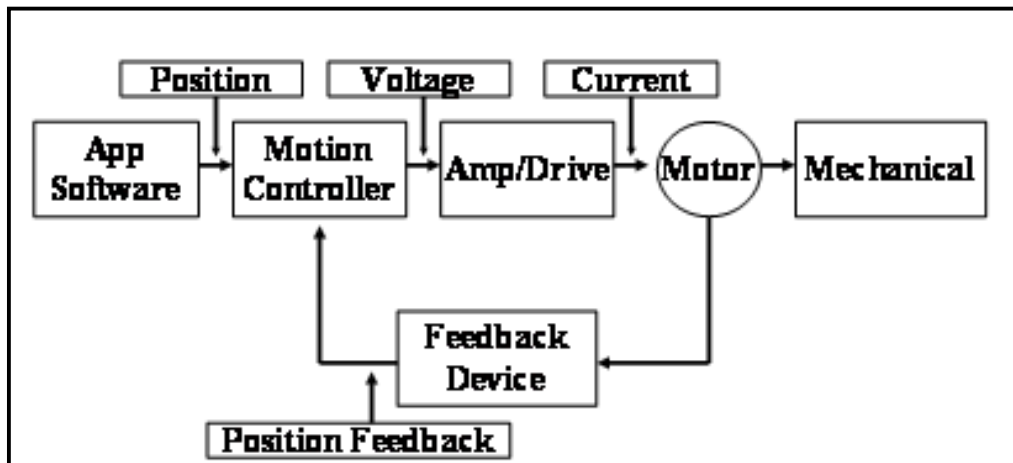 Position
Voltage
Current
App
Software
Motion
Controller
Amp/Drive
Motor
Mechanical
Feedback
Device
Position Feedback